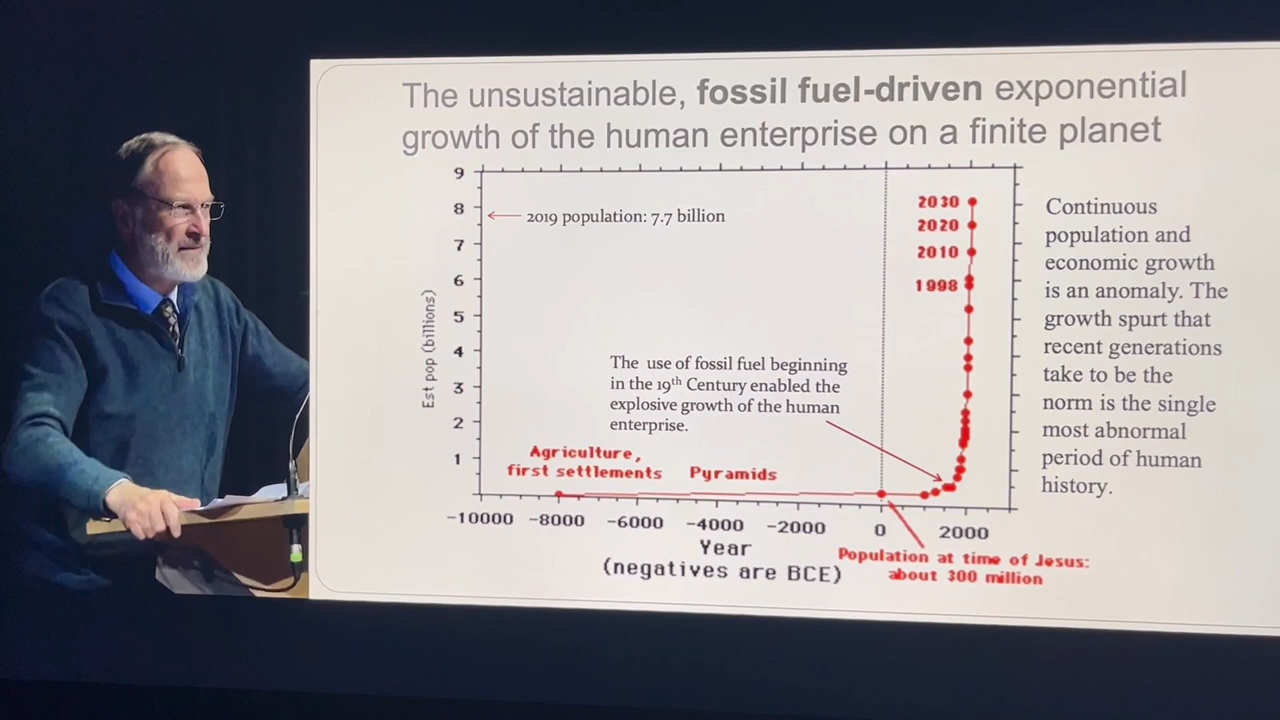 The unsustainable, fossil fuel-driven exponential
growth of the human enterprise on a finite planet
9
8
7
6
5
4
3
2
1
Est pop (billions)
2019 population: 7.7 billion
2030
2020
2010
1998
The use of fossil fuel beginning
in the 19th Century enabled the
explosive growth of the human
enterprise.
Agriculture,
first settlements
Pyramids
-10000 -8000 -6000 -4000 -2000 0 2000
Year
(negatives are BCE)
Population at time of Jesus:
about 300 million
Continuous
population and
economic growth
is an anomaly. The
growth spurt that
recent generations
take to be the
norm is the single
most abnormal
period of human
history.